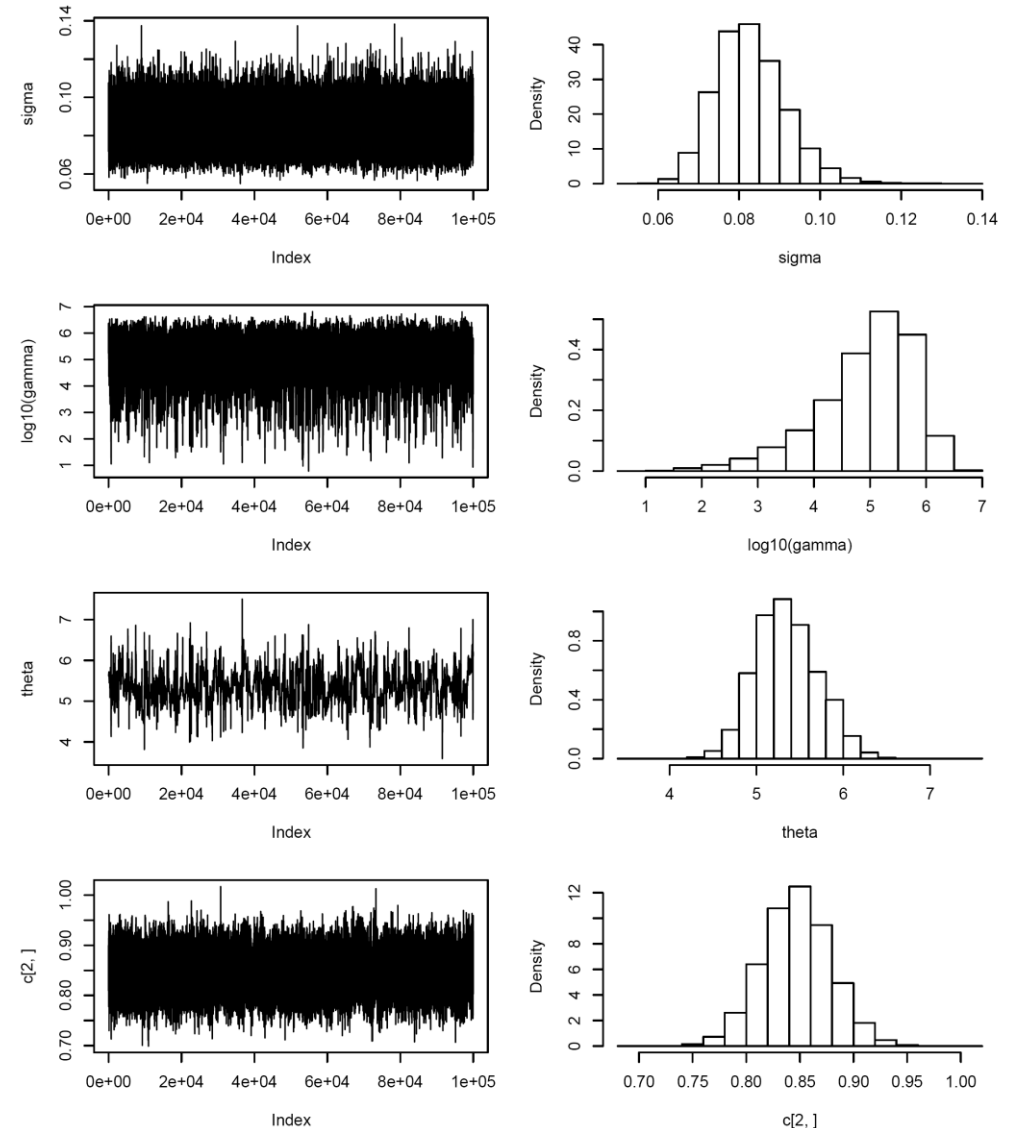 sigma
0.06 0.10 0.14
0e+00 2e+04 4e+04 6e+04 8e+04 1e+05
Index
Density
0 10 20 30 40
0.06 0.08 0.10 0.12 0.14
sigma
log10(gamma)
1 2 3 4 5 6 7
0e+00 2e+04 4e+04 6e+04 8e+04 1e+05
Index
Density
0.0 0.2 0.4
1 2 3 4 5 6 7
log10(gamma)
theta
4 5 6 7
0e+00 2e+04 4e+04 6e+04 8e+04 1e+05
Index
Density
0.0 0.4 0.8
4 5 6 7
theta
c[2, ]
0.70 0.80 0.90 1.00
0e+00 2e+04 4e+04 6e+04 8e+04 1e+05
Index
Density
0 2 4 6 8 12
0.70 0.75 0.80 0.85 0.90 0.95 1.00
c[2, ]